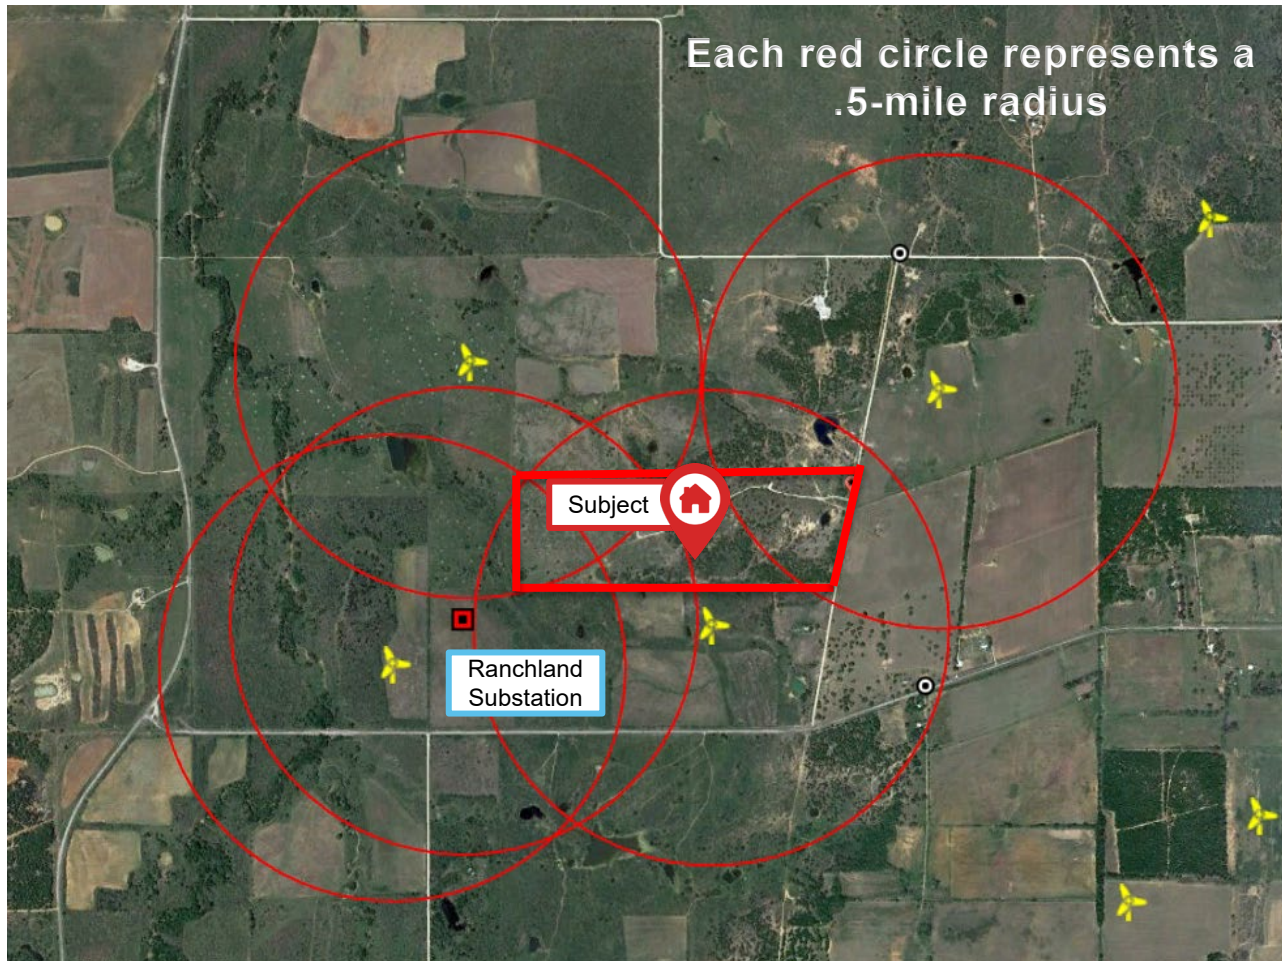 Each red circle represents a
.5-mile radius
Subject
Ranchland
Substation